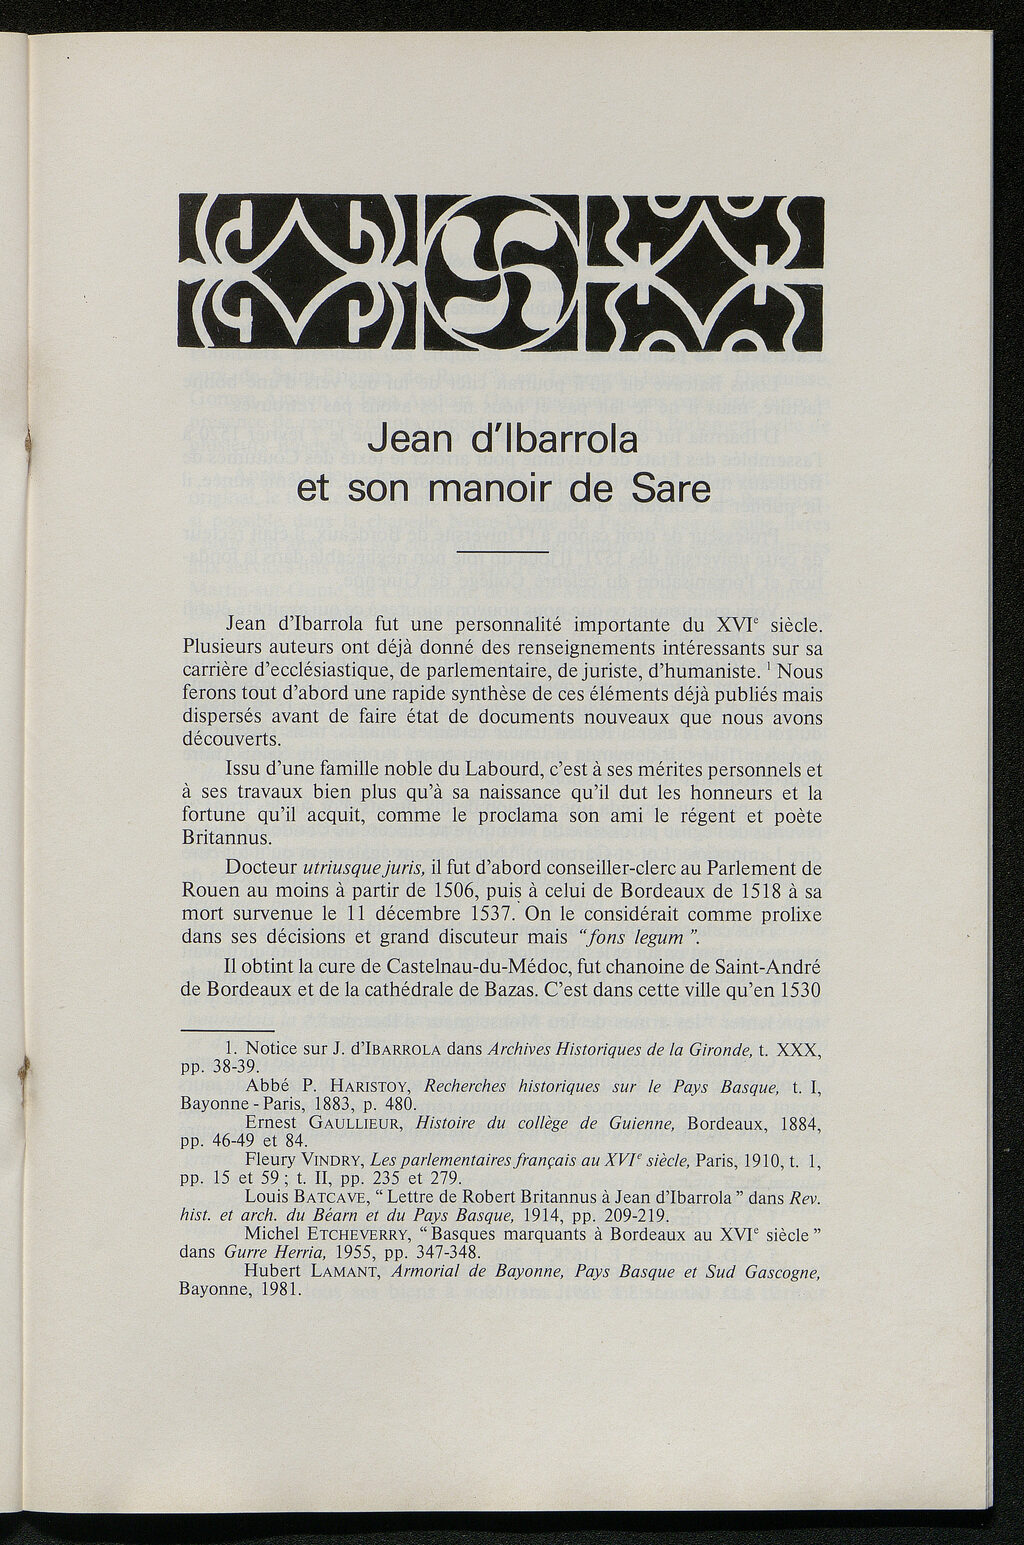 Jean d'Ibarrola
et son manoir de Sare
Jean d'Ibarrola fut une personnalité importante du XVIe siècle.
Plusieurs auteurs ont déjà donné des renseignements intéressants sur sa
carrière d'ecclésiastique, de parlementaire, de juriste, d'humaniste. 1 Nous
ferons tout d'abord une rapide synthèse de ces éléments déjà publiés mais
dispersés avant de faire état de documents nouveaux que nous avons
découverts.
Issu d'une famille noble du Labourd, c'est à ses mérites personnels et
à ses travaux bien plus qu'à sa naissance qu'il dut les honneurs et la
fortune qu'il acquit, comme le proclama son ami le régent et poète
Britannus.
Docteur utriusque juris, il fut d'abord conseiller-clerc au Parlement de
Rouen au moins à partir de 1506, puis à celui de Bordeaux de 1518 à sa
mort survenue le 11 décembre 1537. On le considérait comme prolixe
dans ses décisions et grand discuteur mais “fons legum”.
Il obtint la cure de Castelnau-du-Médoc, fut chanoine de Saint-André
de Bordeaux et de la cathédrale de Bazas. C'est dans cette ville qu'en 1530
1. Notice sur J. d'IBARROLA dans Archives Historiques de la Gironde, t. XXX,
pp. 38-39.
Abbé P. HARISTOY, Recherches historiques sur le Pays Basque, t. I,
Bayonne - Paris, 1883, p. 480.
Ernest GAULLIEUR, Histoire du collège de Guienne, Bordeaux, 1884,
pp. 46-49 et 84.
Fleury VINDRY, Les parlementaires français au XVIe siècle, Paris, 1910, t. 1,
pp. 15 et 59 ; t. II, pp. 235 et 279.
Louis BATCAVE, “Lettre de Robert Britannus à Jean d'Ibarrola” dans Rev.
hist. et arch. du Béarn et du Pays Basque, 1914, pp. 209-219.
Michel ETCHEVERRY, “Basques marquants à Bordeaux au XVIe siècle”
dans Gurre Herria, 1955, pp. 347-348.
Hubert LAMANT, Armorial de Bayonne, Pays Basque et Sud Gascogne,
Bayonne, 1981.